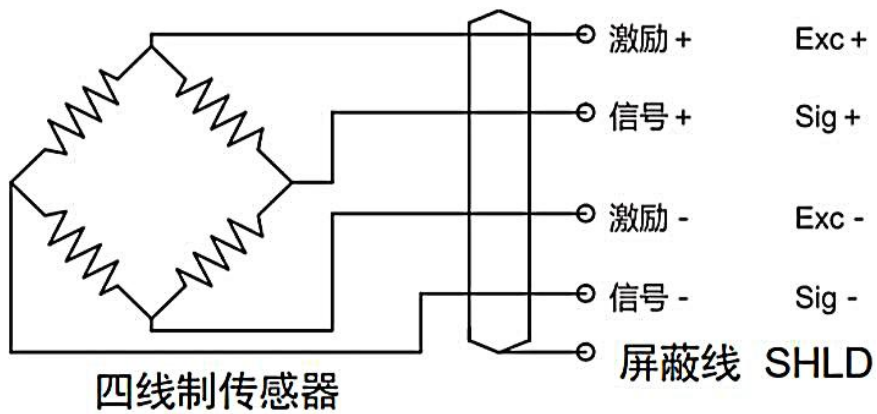 激励 + Exc +
信号 + Sig +
激励 - Exc -
信号 - Sig -
屏蔽线 SHLD
四线制传感器